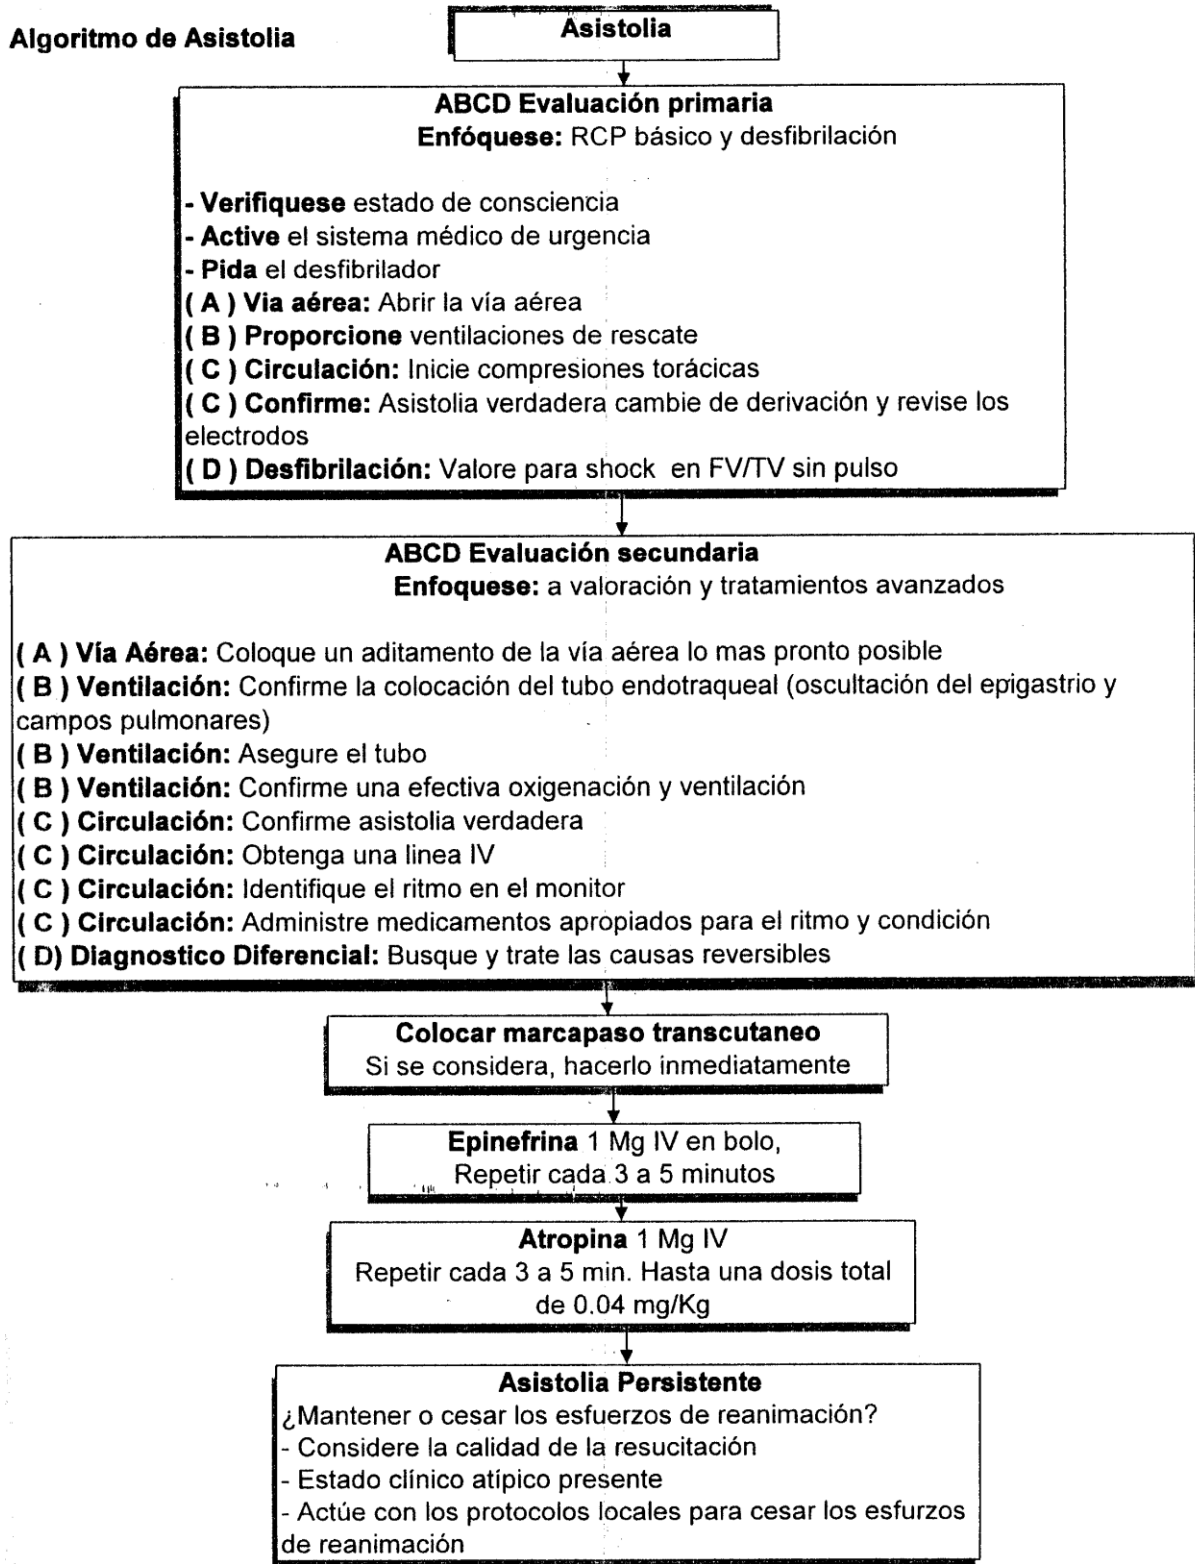 Algoritmo de Asistolia
Asistolia
ABCD Evaluación primaria
Enfóquese: RCP básico y desfibrilación
- Verifiquese estado de consciencia
- Active el sistema médico de urgencia
- Pida el desfibrilador
( A ) Via aérea: Abrir la vía aérea
( B ) Proporcione ventilaciones de rescate
( C ) Circulación: Inicie compresiones torácicas
( C ) Confirme: Asistolia verdadera cambie de derivación y revise los
electrodos
( D ) Desfibrilación: Valore para shock en FV/TV sin pulso
ABCD Evaluación secundaria
Enfoquese: a valoración y tratamientos avanzados
( A ) Vía Aérea: Coloque un aditamento de la vía aérea lo mas pronto posible
( B ) Ventilación: Confirme la colocación del tubo endotraqueal (oscultación del epigastrio y
campos pulmonares)
( B ) Ventilación: Asegure el tubo
( B ) Ventilación: Confirme una efectiva oxigenación y ventilación
( C ) Circulación: Confirme asistolia verdadera
( C ) Circulación: Obtenga una linea IV
( C ) Circulación: Identifique el ritmo en el monitor
( C ) Circulación: Administre medicamentos apropiados para el ritmo y condición
( D) Diagnostico Diferencial: Busque y trate las causas reversibles
Colocar marcapaso transcutaneo
Si se considera, hacerlo inmediatamente
Epinefrina 1 Mg IV en bolo,
Repetir cada 3 a 5 minutos
Atropina 1 Mg IV
Repetir cada 3 a 5 min. Hasta una dosis total
de 0.04 mg/Kg
Asistolia Persistente
¿Mantener o cesar los esfuerzos de reanimación?
- Considere la calidad de la resucitación
- Estado clínico atípico presente
- Actúe con los protocolos locales para cesar los esfurzos
de reanimación